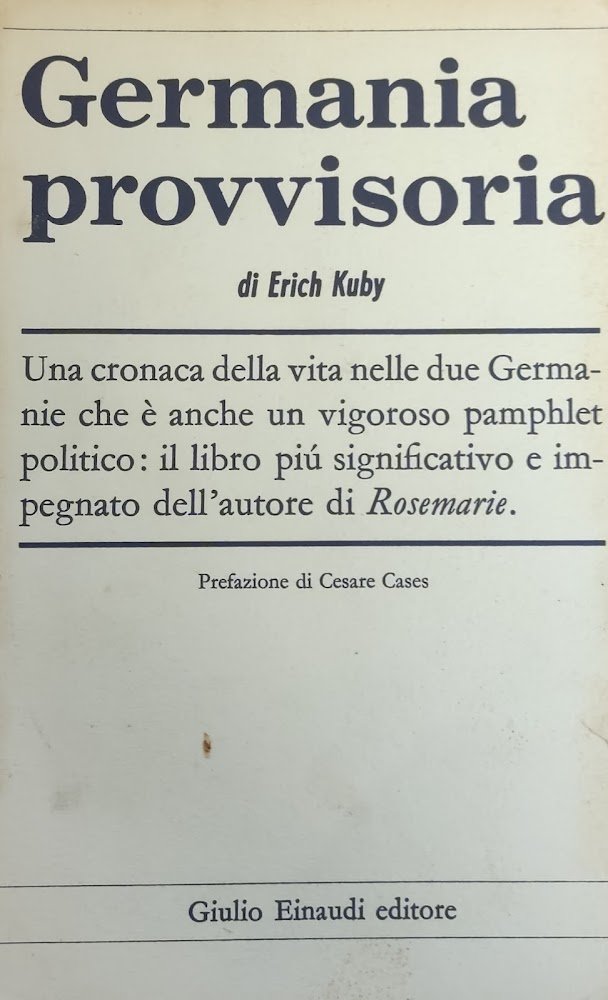 Germania
provvisoria
di Erich Kuby
Una cronaca della vita nelle due Germa-
nie che è anche un vigoroso pamphlet
politico: il libro piú significativo e im-
pegnato dell'autore di Rosemarie.
Prefazione di Cesare Cases
Giulio Einaudi editore